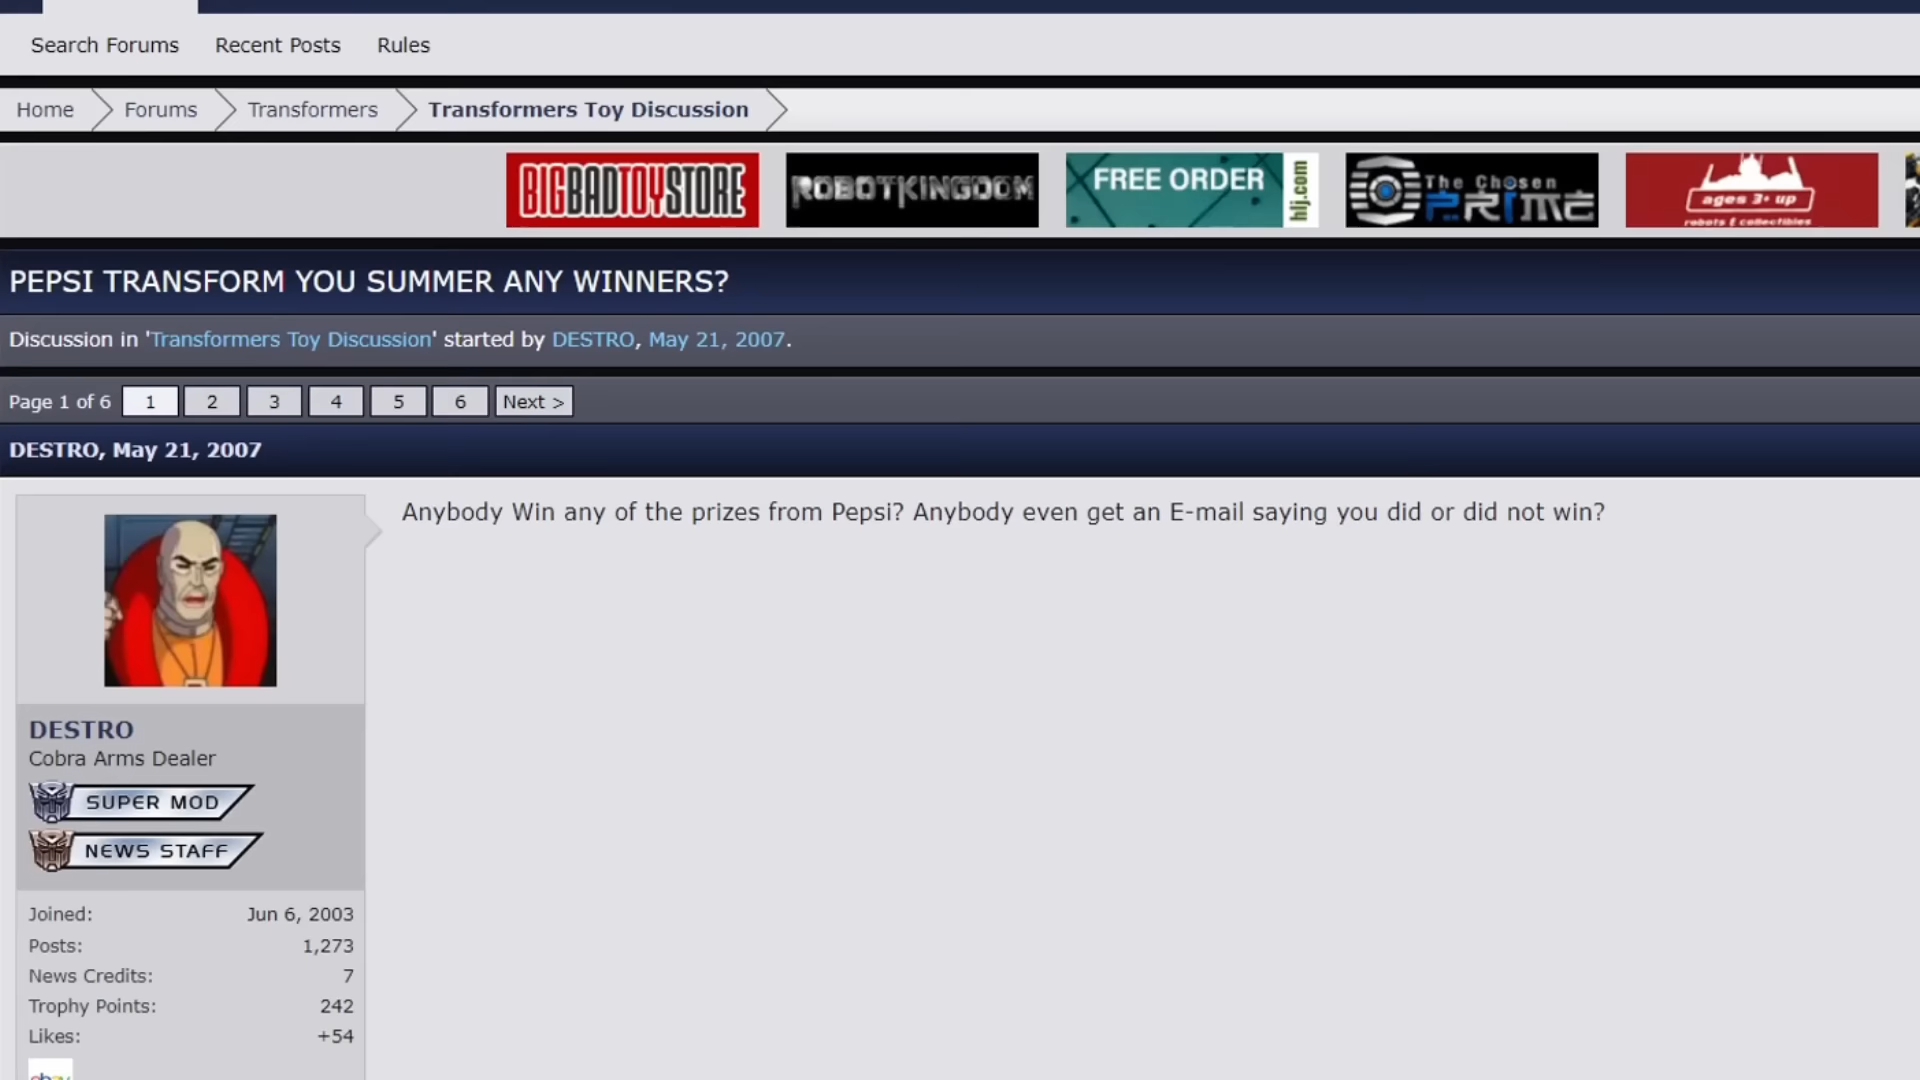 Search Forums Recent Posts Rules
Home Forums Transformers Transformers Toy Discussion
BIGBADTOYSTORE ROBOTKINGDOM FREE ORDER hlj.com The Chosen PRIME ages 3+ up robots & collectibles
PEPSI TRANSFORM YOU SUMMER ANY WINNERS?
Discussion in 'Transformers Toy Discussion' started by DESTRO, May 21, 2007.
Page 1 of 6 1 2 3 4 5 6 Next >
DESTRO, May 21, 2007
Anybody Win any of the prizes from Pepsi? Anybody even get an E-mail saying you did or did not win?
DESTRO
Cobra Arms Dealer
SUPER MOD
NEWS STAFF
Joined: Jun 6, 2003
Posts: 1,273
News Credits: 7
Trophy Points: 242
Likes: +54
ebay